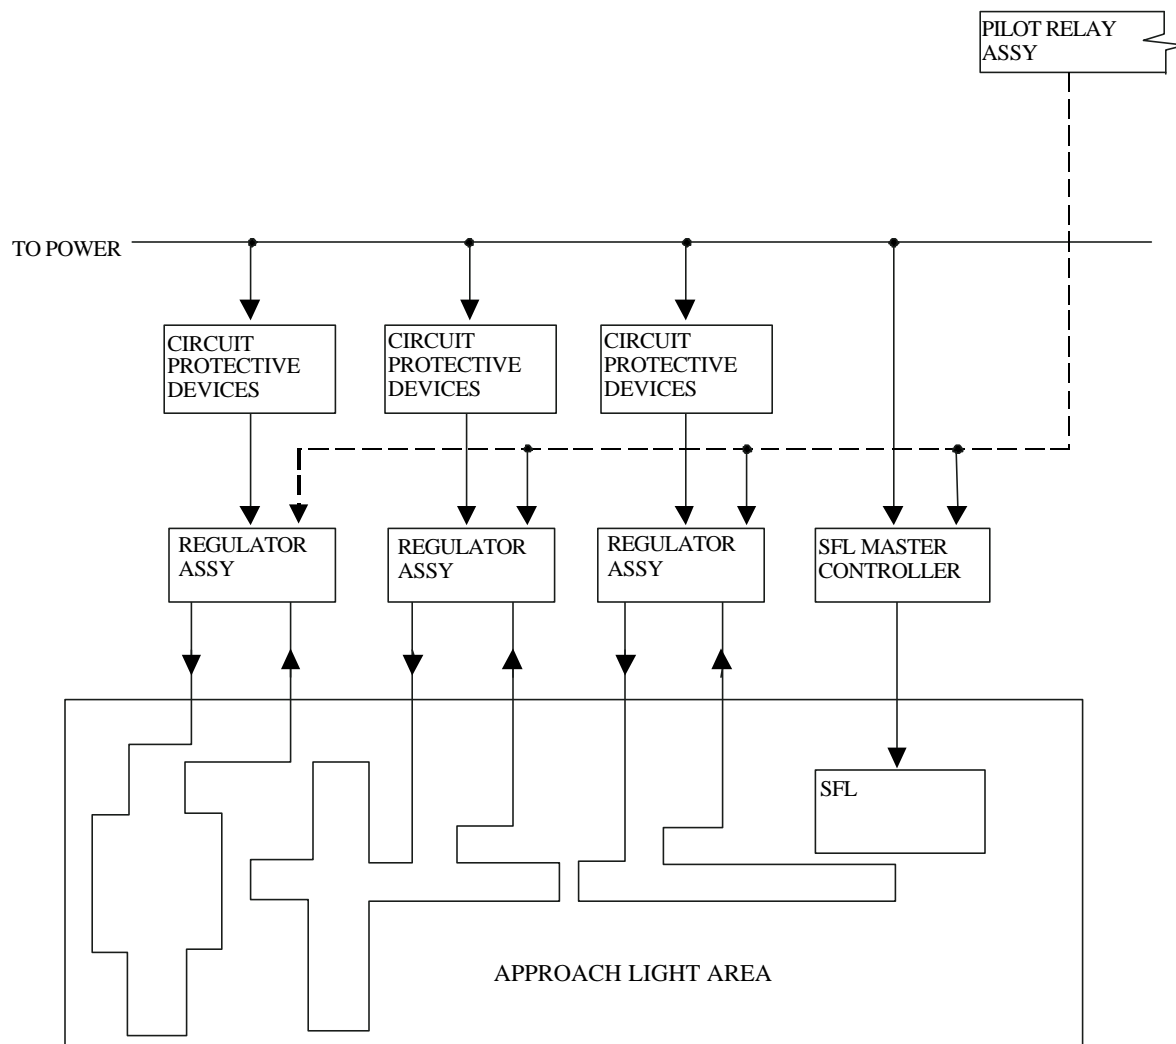 PILOT RELAY
ASSY
TO POWER
CIRCUIT
PROTECTIVE
DEVICES
CIRCUIT
PROTECTIVE
DEVICES
CIRCUIT
PROTECTIVE
DEVICES
REGULATOR
ASSY
REGULATOR
ASSY
REGULATOR
ASSY
SFL MASTER
CONTROLLER
SFL
APPROACH LIGHT AREA